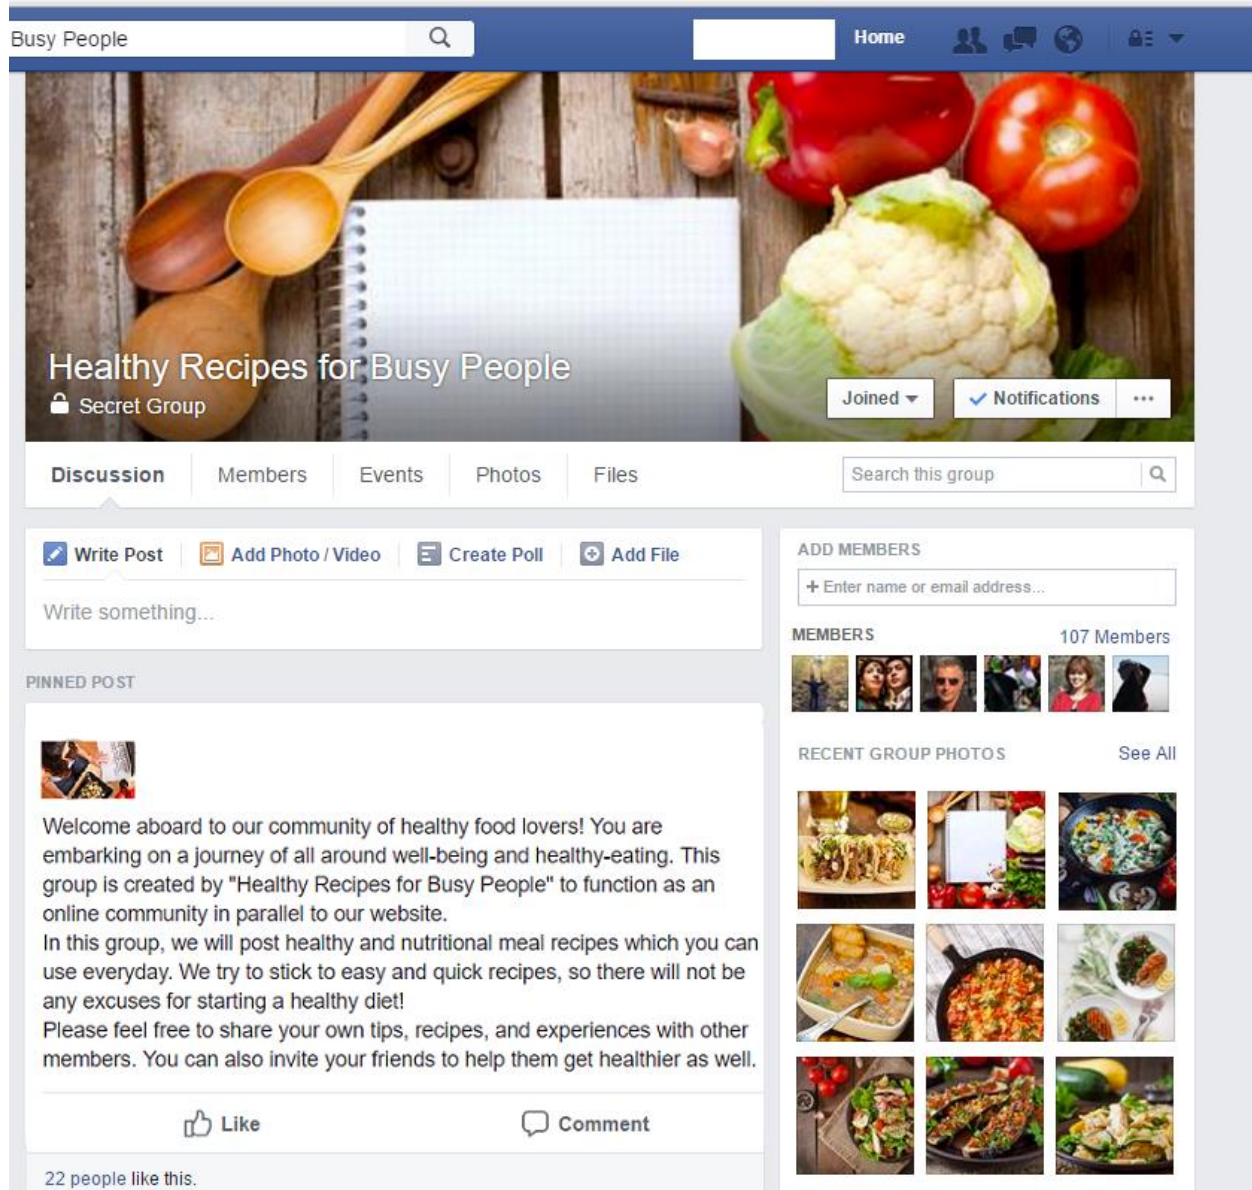 Busy People
Home
Healthy Recipes for Busy People
Secret Group
Joined
Notifications
Discussion
Members
Events
Photos
Files
Search this group
Write Post
Add Photo / Video
Create Poll
Add File
Write something...
ADD MEMBERS
+ Enter name or email address...
MEMBERS
107 Members
PINNED POST
RECENT GROUP PHOTOS
See All
Welcome aboard to our community of healthy food lovers! You are
embarking on a journey of all around well-being and healthy-eating. This
group is created by "Healthy Recipes for Busy People" to function as an
online community in parallel to our website.
In this group, we will post healthy and nutritional meal recipes which you can
use everyday. We try to stick to easy and quick recipes, so there will not be
any excuses for starting a healthy diet!
Please feel free to share your own tips, recipes, and experiences with other
members. You can also invite your friends to help them get healthier as well.
Like
Comment
22 people like this.